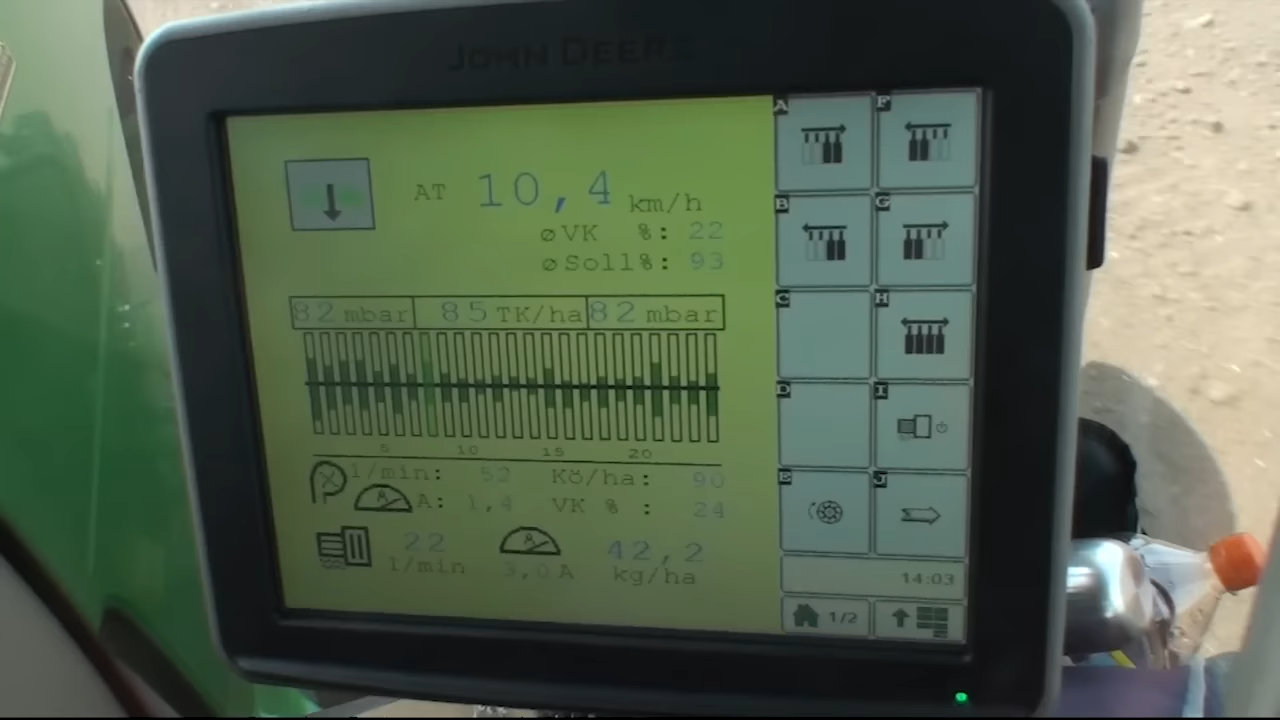 JOHN DEERE
AT 10,4 km/h
øVK %: 22
øSoll%: 93
82 mbar 85 TK/ha 82 mbar
5 10 15 20
1/min: 52 Kö/ha: 90
A: 1,4 VK % : 24
22 42,2
1/min 3,0 A kg/ha
A F
B G
C H
D I
E J
14:03
1/2